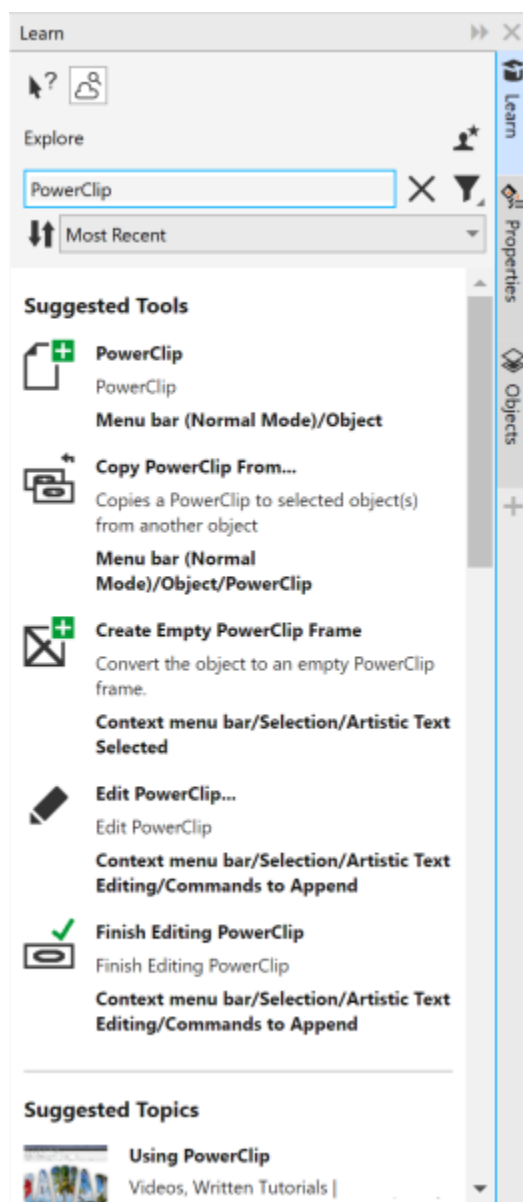 Learn
?
Explore
PowerClip
Most Recent
Suggested Tools
PowerClip
PowerClip
Menu bar (Normal Mode)/Object
Copy PowerClip From...
Copies a PowerClip to selected object(s)
from another object
Menu bar (Normal
Mode)/Object/PowerClip
Create Empty PowerClip Frame
Convert the object to an empty PowerClip
frame.
Context menu bar/Selection/Artistic Text
Selected
Edit PowerClip...
Edit PowerClip
Context menu bar/Selection/Artistic Text
Editing/Commands to Append
Finish Editing PowerClip
Finish Editing PowerClip
Context menu bar/Selection/Artistic Text
Editing/Commands to Append
Suggested Topics
Using PowerClip
Videos, Written Tutorials |
Learn
Properties
Objects